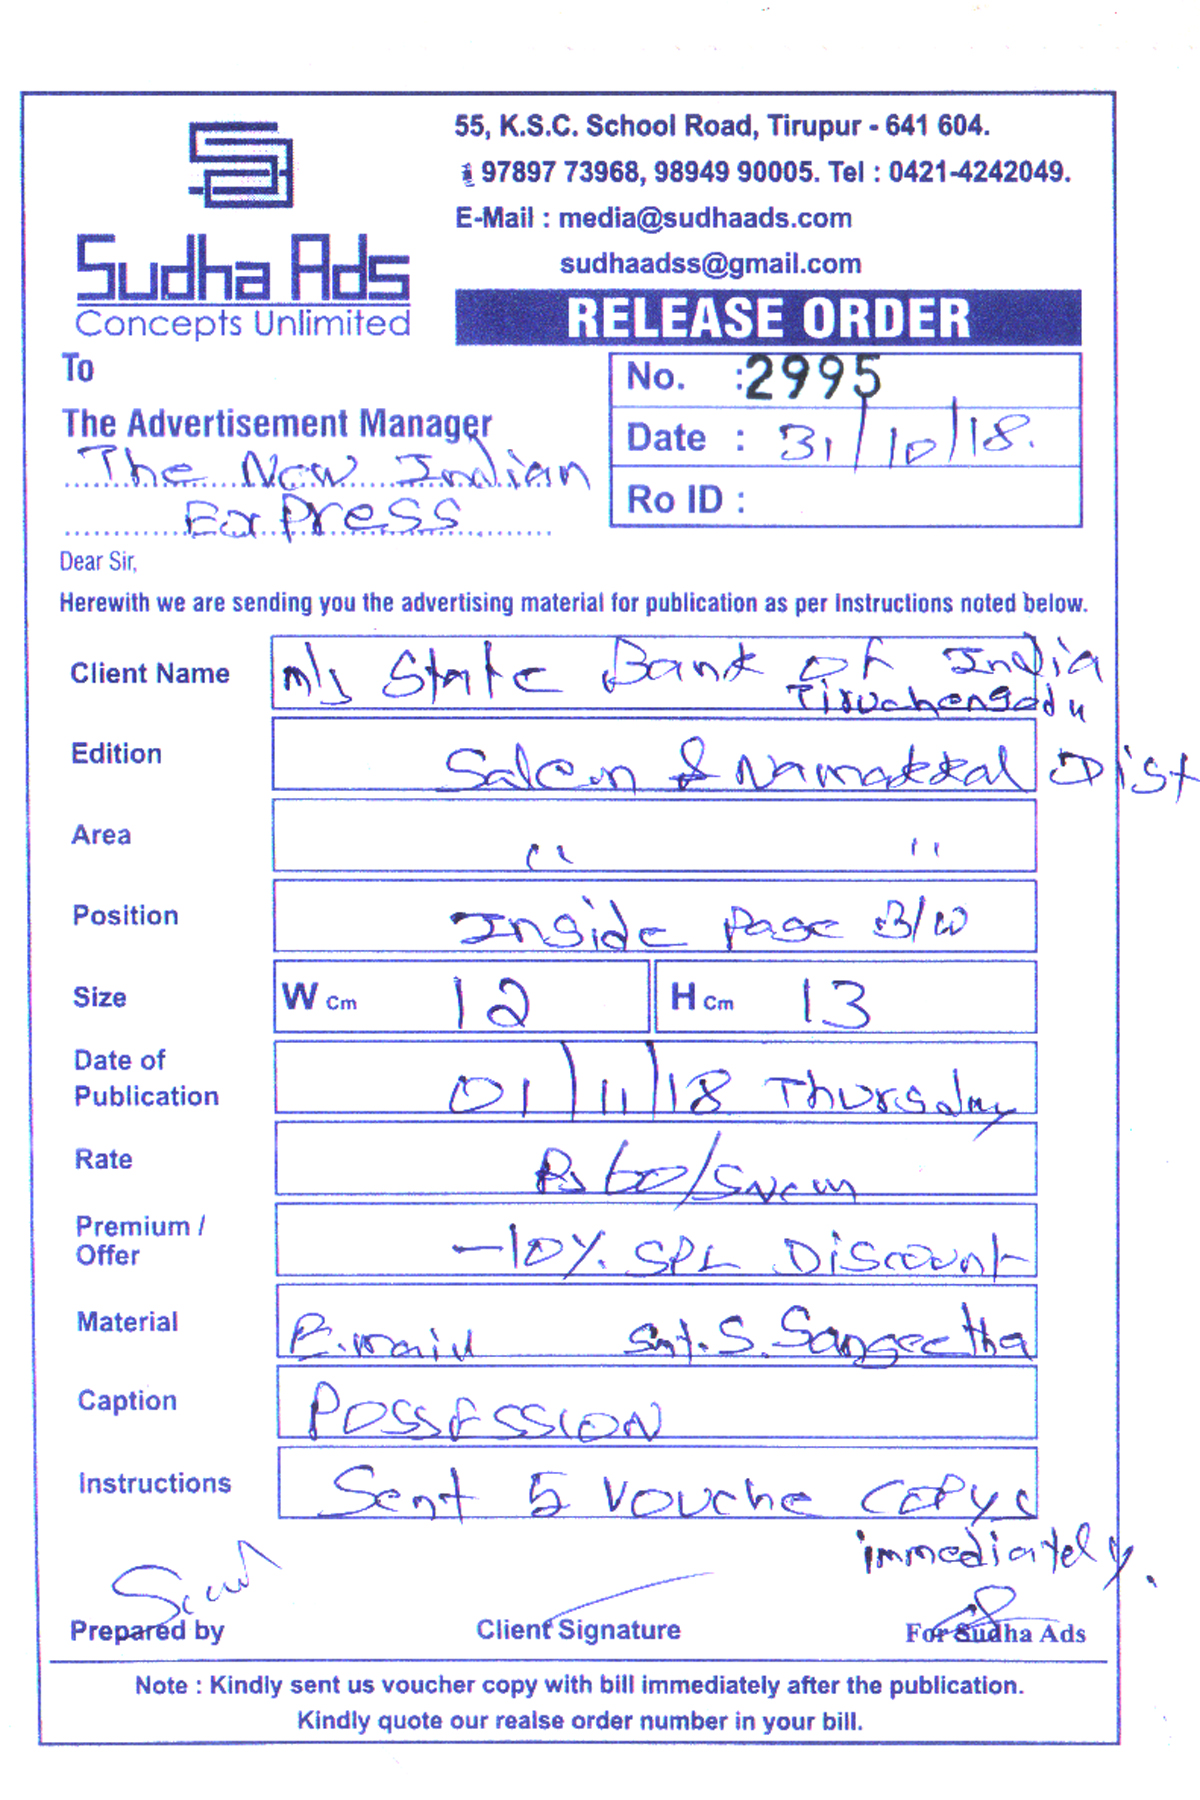 55, K.S.C. School Road, Tirupur - 641 604.
97897 73968, 98949 90005. Tel : 0421-4242049.
E-Mail : media@sudhaads.com
sudhaadss@gmail.com
Sudha Ads
Concepts Unlimited
RELEASE ORDER
To
The Advertisement Manager
The New Indian
Express
No. : 2995
Date : 31/10/18.
Ro ID :
Dear Sir,
Herewith we are sending you the advertising material for publication as per Instructions noted below.
Client Name M/s State Bank of India
Tiruchengodu
Edition Salem & Namakkal Dist
Area " "
Position Inside Page B/W
Size W Cm 12 H Cm 13
Date of
Publication 01/11/18 Thursday
Rate Rs 60/Sqcm
Premium /
Offer -10% SPL Discount
Material E.mail Smt. S. Sangeetha
Caption POSSESSION
Instructions Sent 5 Vouche Copys
immediately.
Prepared by Client Signature For Sudha Ads
Note : Kindly sent us voucher copy with bill immediately after the publication.
Kindly quote our realse order number in your bill.